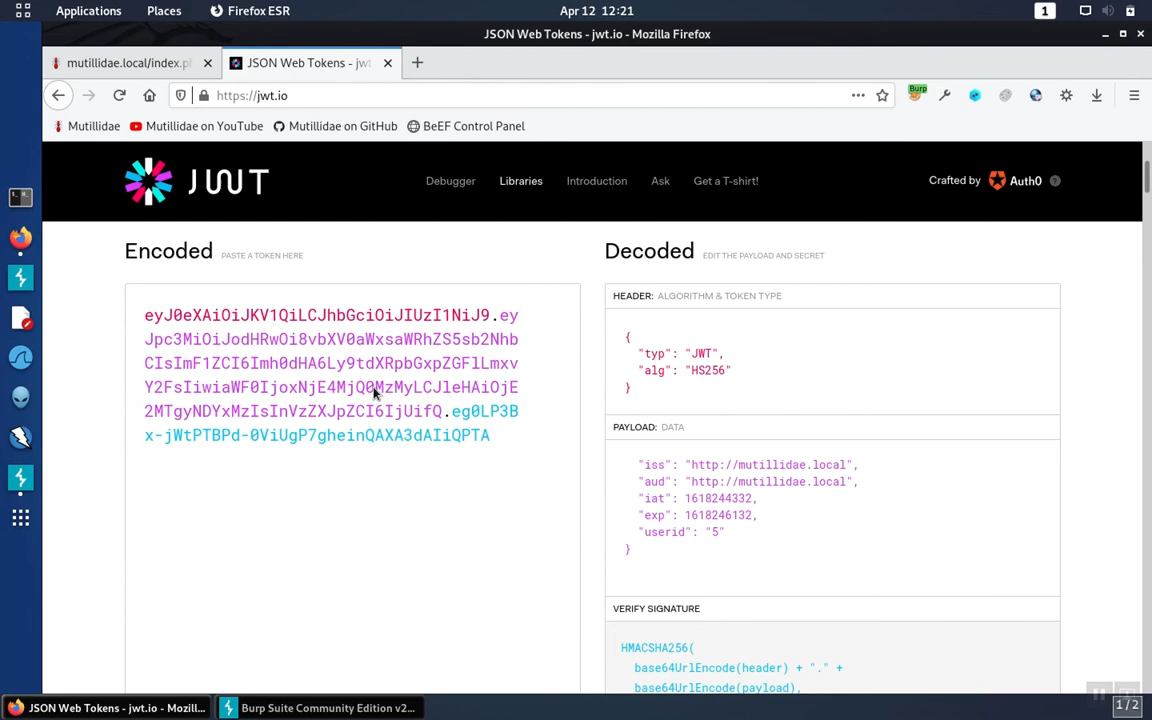 Applications Places Firefox ESR Apr 12 12:21 1
JSON Web Tokens - jwt.io - Mozilla Firefox
mutillidae.local/index.p JSON Web Tokens - jwt
https://jwt.io Burp
Mutillidae Mutillidae on YouTube Mutillidae on GitHub BeEF Control Panel
JWT Debugger Libraries Introduction Ask Get a T-shirt! Crafted by Auth0 ?
Encoded PASTE A TOKEN HERE
eyJ0eXAiOiJKV1QiLCJhbGciOiJIUzI1NiJ9.ey
Jpc3MiOiJodHRwOi8vbXV0aWxsaWRhZS5sb2Nhb
CIsImF1ZCI6Imh0dHA6Ly9tdXRpbGxpZGFlLmxv
Y2FsIiwiaWF0IjoxNjE4MjQ0MzMyLCJleHAiOjE
2MTgyNDYxMzIsInVzZXJpZCI6IjUifQ.eg0LP3B
x-jWtPTBPd-0ViUgP7gheinQAXA3dAIiQPTA
Decoded EDIT THE PAYLOAD AND SECRET
HEADER: ALGORITHM & TOKEN TYPE
{
"typ": "JWT",
"alg": "HS256"
}
PAYLOAD: DATA
"iss": "http://mutillidae.local",
"aud": "http://mutillidae.local",
"iat": 1618244332,
"exp": 1618246132,
"userid": "5"
}
VERIFY SIGNATURE
HMACSHA256(
base64UrlEncode(header) + "." +
base64UrlEncode(payload),
JSON Web Tokens - jwt.io - Mozill... Burp Suite Community Edition v2... 1/2